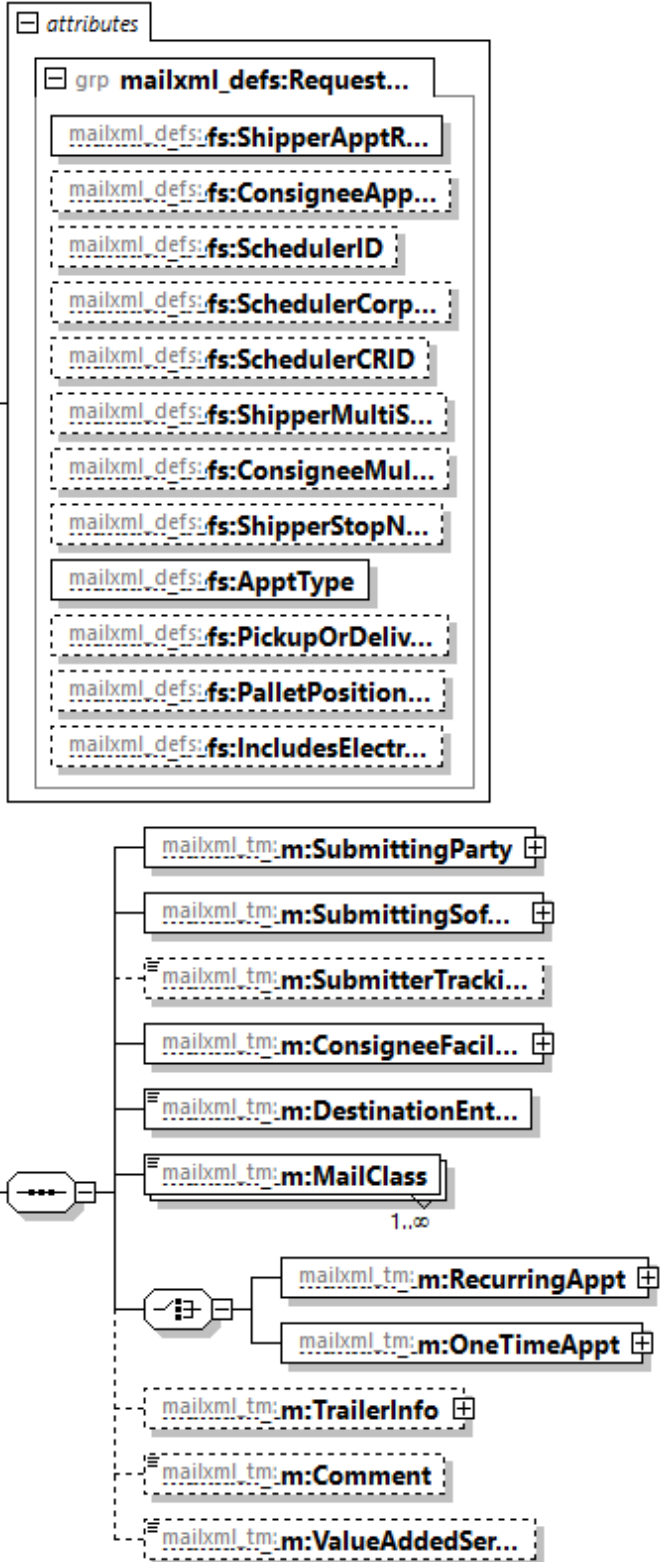 attributes
grp mailxml_defs:Request...
mailxml_defs:fs:ShipperApptR...
mailxml_defs:fs:ConsigneeApp...
mailxml_defs:fs:SchedulerID
mailxml_defs:fs:SchedulerCorp...
mailxml_defs:fs:SchedulerCRID
mailxml_defs:fs:ShipperMultiS...
mailxml_defs:fs:ConsigneeMul...
mailxml_defs:fs:ShipperStopN...
mailxml_defs:fs:ApptType
mailxml_defs:fs:PickupOrDeliv...
mailxml_defs:fs:PalletPosition...
mailxml_defs:fs:IncludesElectr...
mailxml_tm:m:SubmittingParty
mailxml_tm:m:SubmittingSof...
mailxml_tm:m:SubmitterTracki...
mailxml_tm:m:ConsigneeFacil...
mailxml_tm:m:DestinationEnt...
mailxml_tm:m:MailClass
1..∞
mailxml_tm:m:RecurringAppt
mailxml_tm:m:OneTimeAppt
mailxml_tm:m:TrailerInfo
mailxml_tm:m:Comment
mailxml_tm:m:ValueAddedSer...